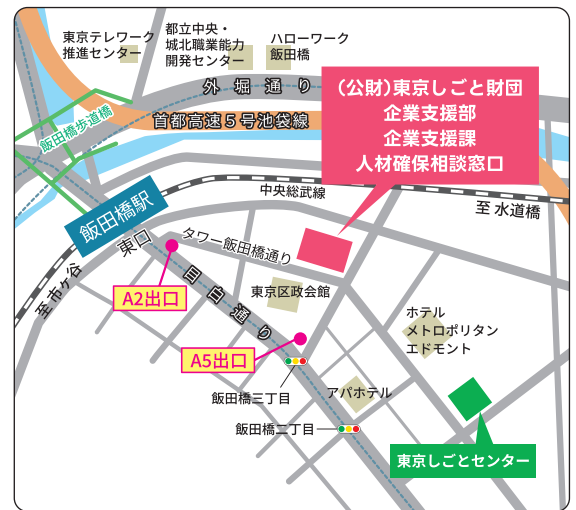 東京テレワーク
推進センター
都立中央・
城北職業能力
開発センター
ハローワーク
飯田橋
外堀通り
首都高速5号池袋線
飯田橋歩道橋
(公財)東京しごと財団
企業支援部
企業支援課
人材確保相談窓口
中央総武線
至 水道橋
飯田橋駅
東口
タワー飯田橋通り
至 市ヶ谷
A2出口
目白通り
東京区政会館
A5出口
ホテル
メトロポリタン
エドモント
飯田橋三丁目
アパホテル
飯田橋二丁目
東京しごとセンター